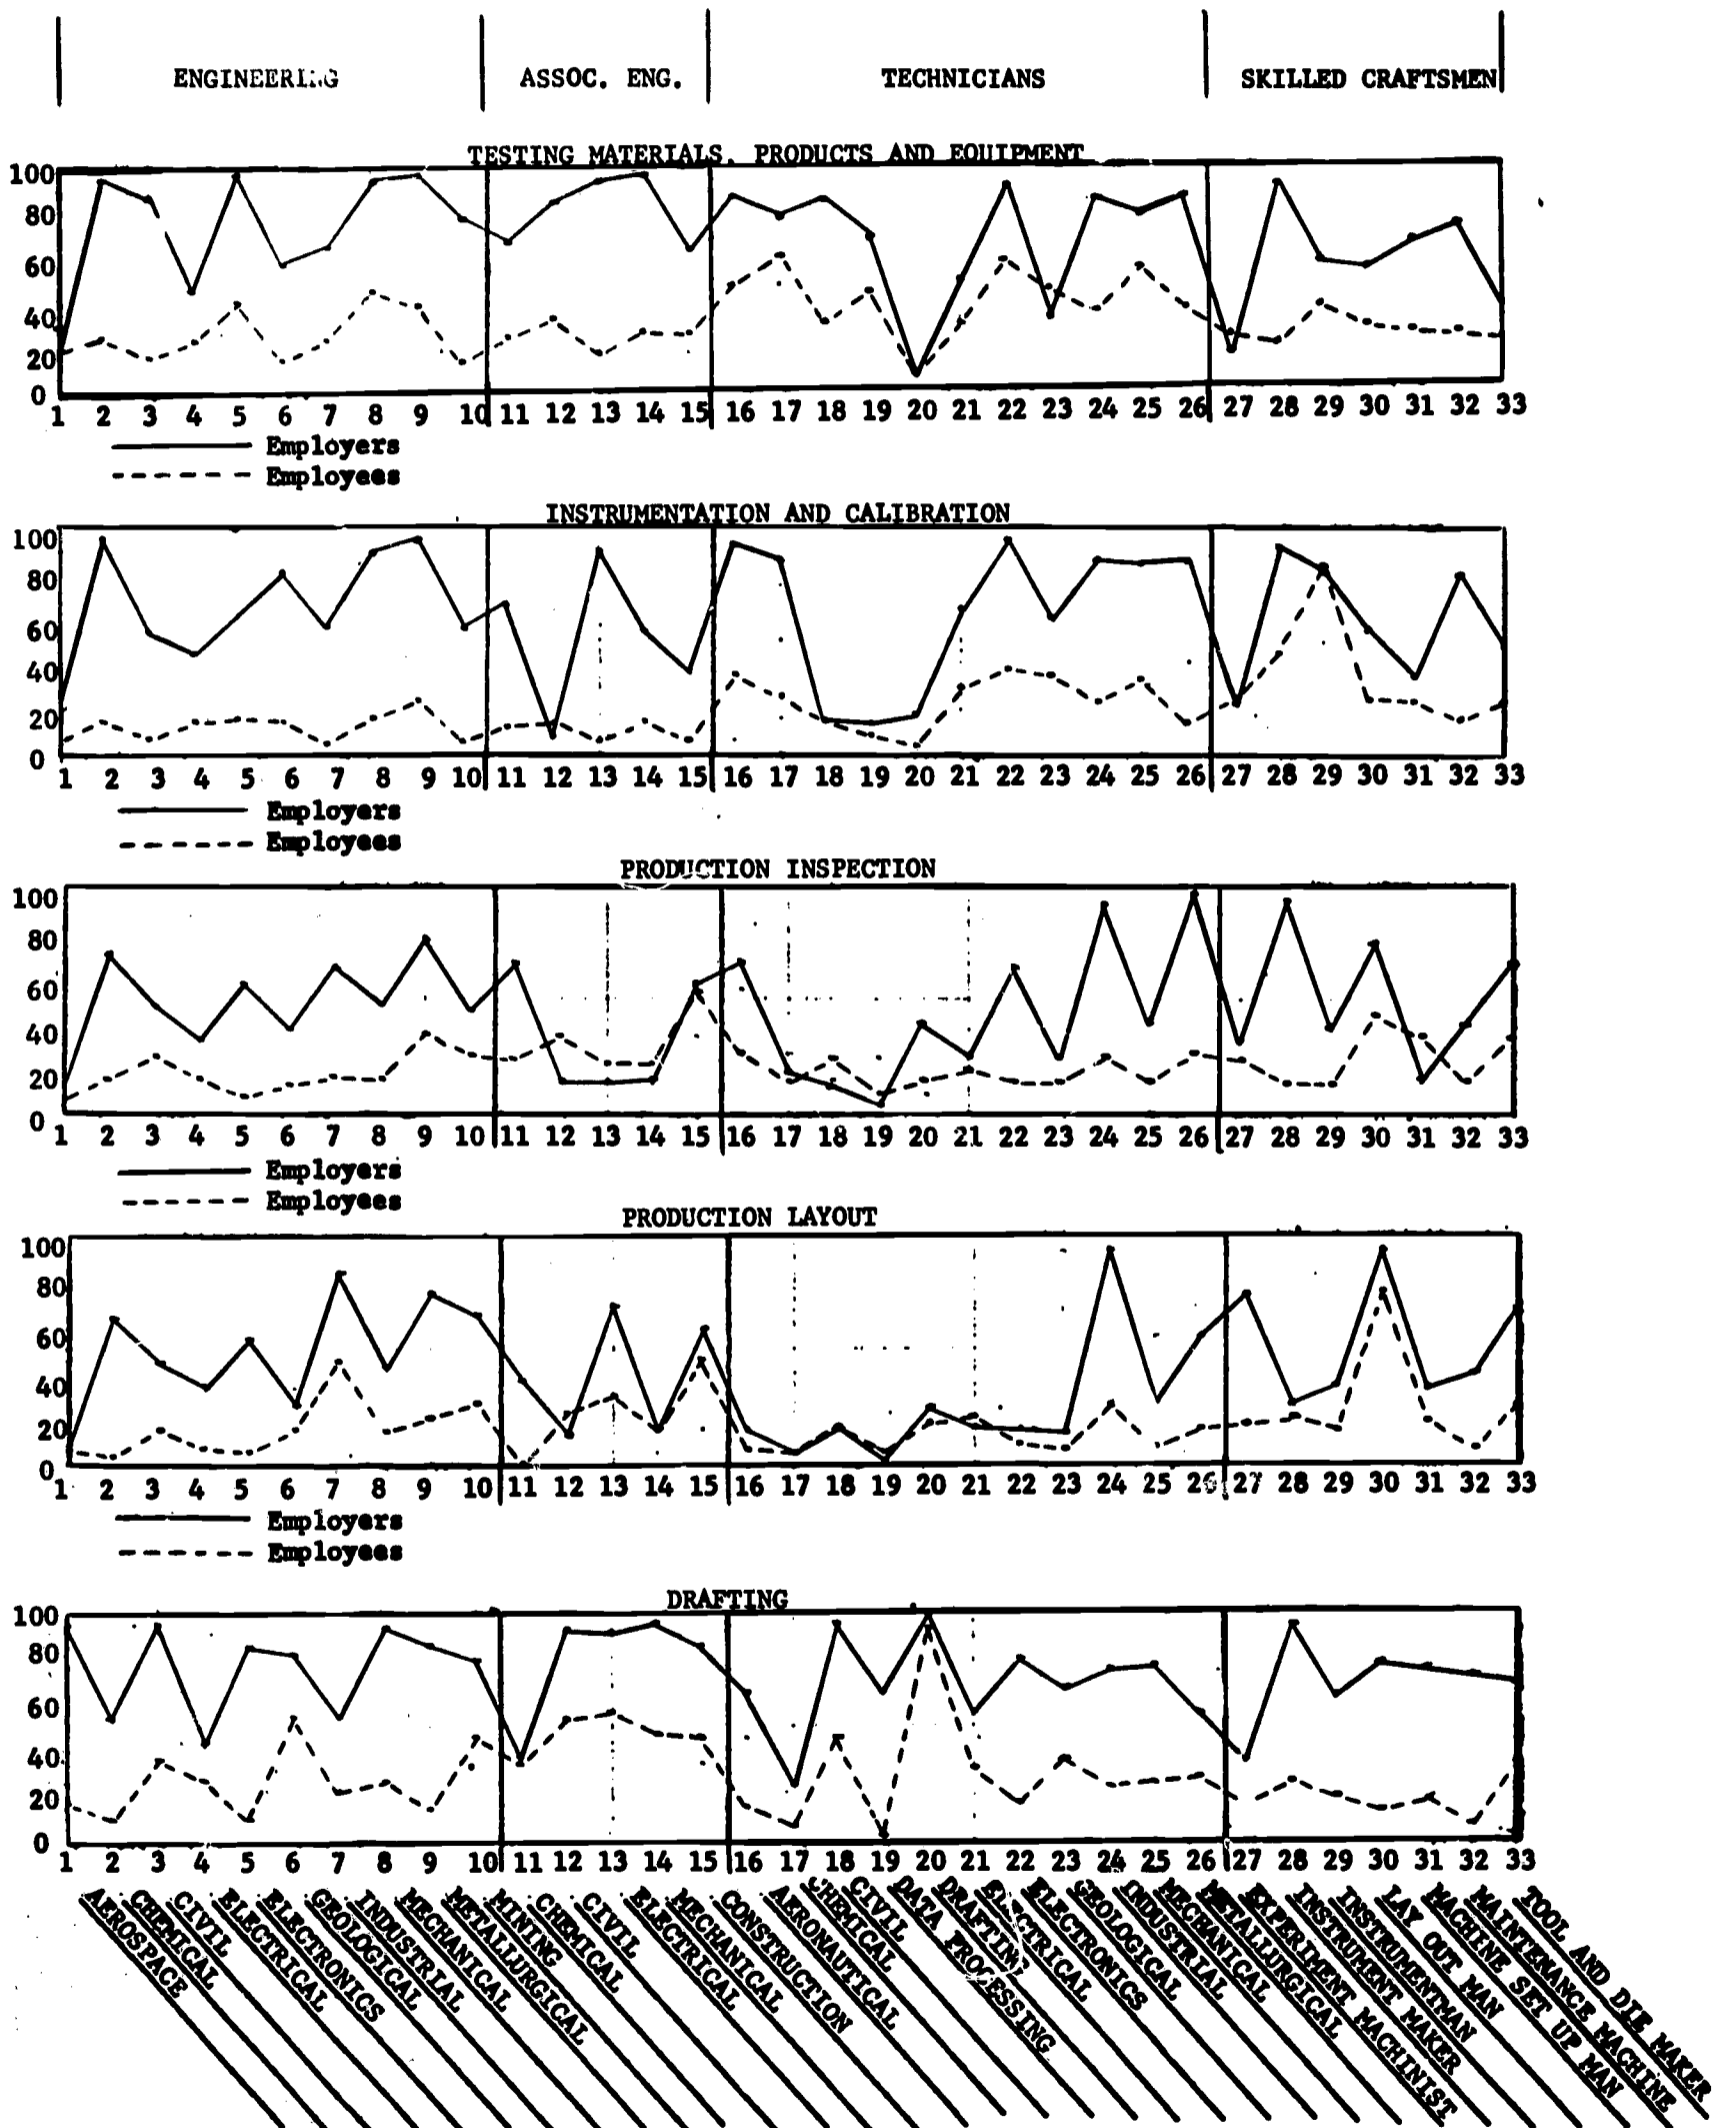 ENGINEERING ASSOC. ENG. TECHNICIANS SKILLED CRAFTSMEN
TESTING MATERIALS, PRODUCTS AND EQUIPMENT
100
80
60
40
20
0
1 2 3 4 5 6 7 8 9 10 11 12 13 14 15 16 17 18 19 20 21 22 23 24 25 26 27 28 29 30 31 32 33
Employers
Employees
INSTRUMENTATION AND CALIBRATION
100
80
60
40
20
0
1 2 3 4 5 6 7 8 9 10 11 12 13 14 15 16 17 18 19 20 21 22 23 24 25 26 27 28 29 30 31 32 33
Employers
Employees
PRODUCTION INSPECTION
100
80
60
40
20
0
1 2 3 4 5 6 7 8 9 10 11 12 13 14 15 16 17 18 19 20 21 22 23 24 25 26 27 28 29 30 31 32 33
Employers
Employees
PRODUCTION LAYOUT
100
80
60
40
20
0
1 2 3 4 5 6 7 8 9 10 11 12 13 14 15 16 17 18 19 20 21 22 23 24 25 26 27 28 29 30 31 32 33
Employers
Employees
DRAFTING
100
80
60
40
20
0
1 2 3 4 5 6 7 8 9 10 11 12 13 14 15 16 17 18 19 20 21 22 23 24 25 26 27 28 29 30 31 32 33
AEROSPACE
CHEMICAL
CIVIL
ELECTRICAL
ELECTRONICS
GEOLOGICAL
INDUSTRIAL
MECHANICAL
METALLURGICAL
MINING
CHEMICAL
CIVIL
ELECTRICAL
MECHANICAL
CONSTRUCTION
AERONAUTICAL
CHEMICAL
CIVIL
DATA PROCESSING
DRAFTING
ELECTRICAL
ELECTRONICS
GEOLOGICAL
INDUSTRIAL
MECHANICAL
METALLURGICAL
EXPERIMENT MACHINIST
INSTRUMENT MAKER
INSTRUMENTMAN
LAY OUT MAN
MACHINE SET UP MAN
MAINTENANCE MACHINE
TOOL AND DIE MAKER